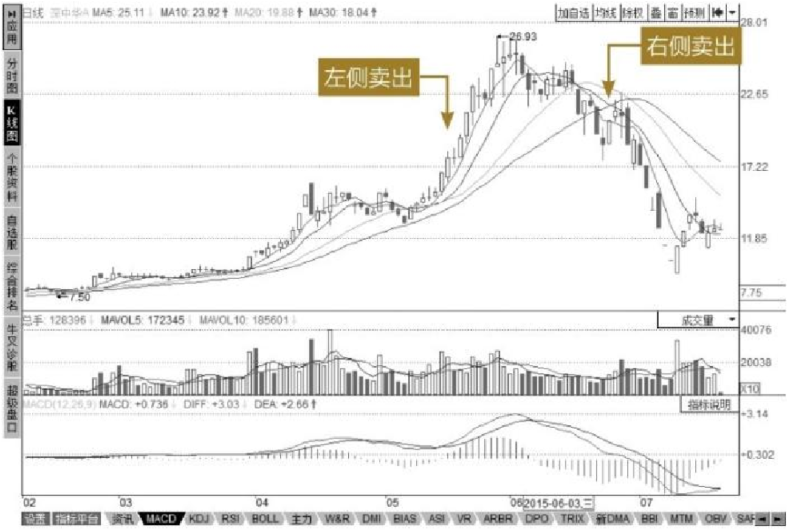 应用
分时图
K线图
个股资料
自选股
综合排名
牛叉诊股
超级盘口
日线 深中华A MA5: 25.11↓ MA10: 23.92↑ MA20: 19.88↑ MA30: 18.04↑
加自选 均线 除权 叠 窗 预测
28.01
26.93
左侧卖出
右侧卖出
22.65
17.22
11.85
7.50
7.75
总手: 128396↓ MAVOL5: 172345↓ MAVOL10: 185601↓
成交量
40076
20038
X10
MACD(12,26,9) MACD: +0.736↓ DIFF: +3.03↓ DEA: +2.66↑
指标说明
+3.14
+0.302
02 03 04 05 06 2015-06-03,三 07
设置 指标平台 资讯 MACD KDJ RSI BOLL 主力 W&R DMI BIAS ASI VR ARBR DPO TRIX 新DMA BBI MTM OBV SAR